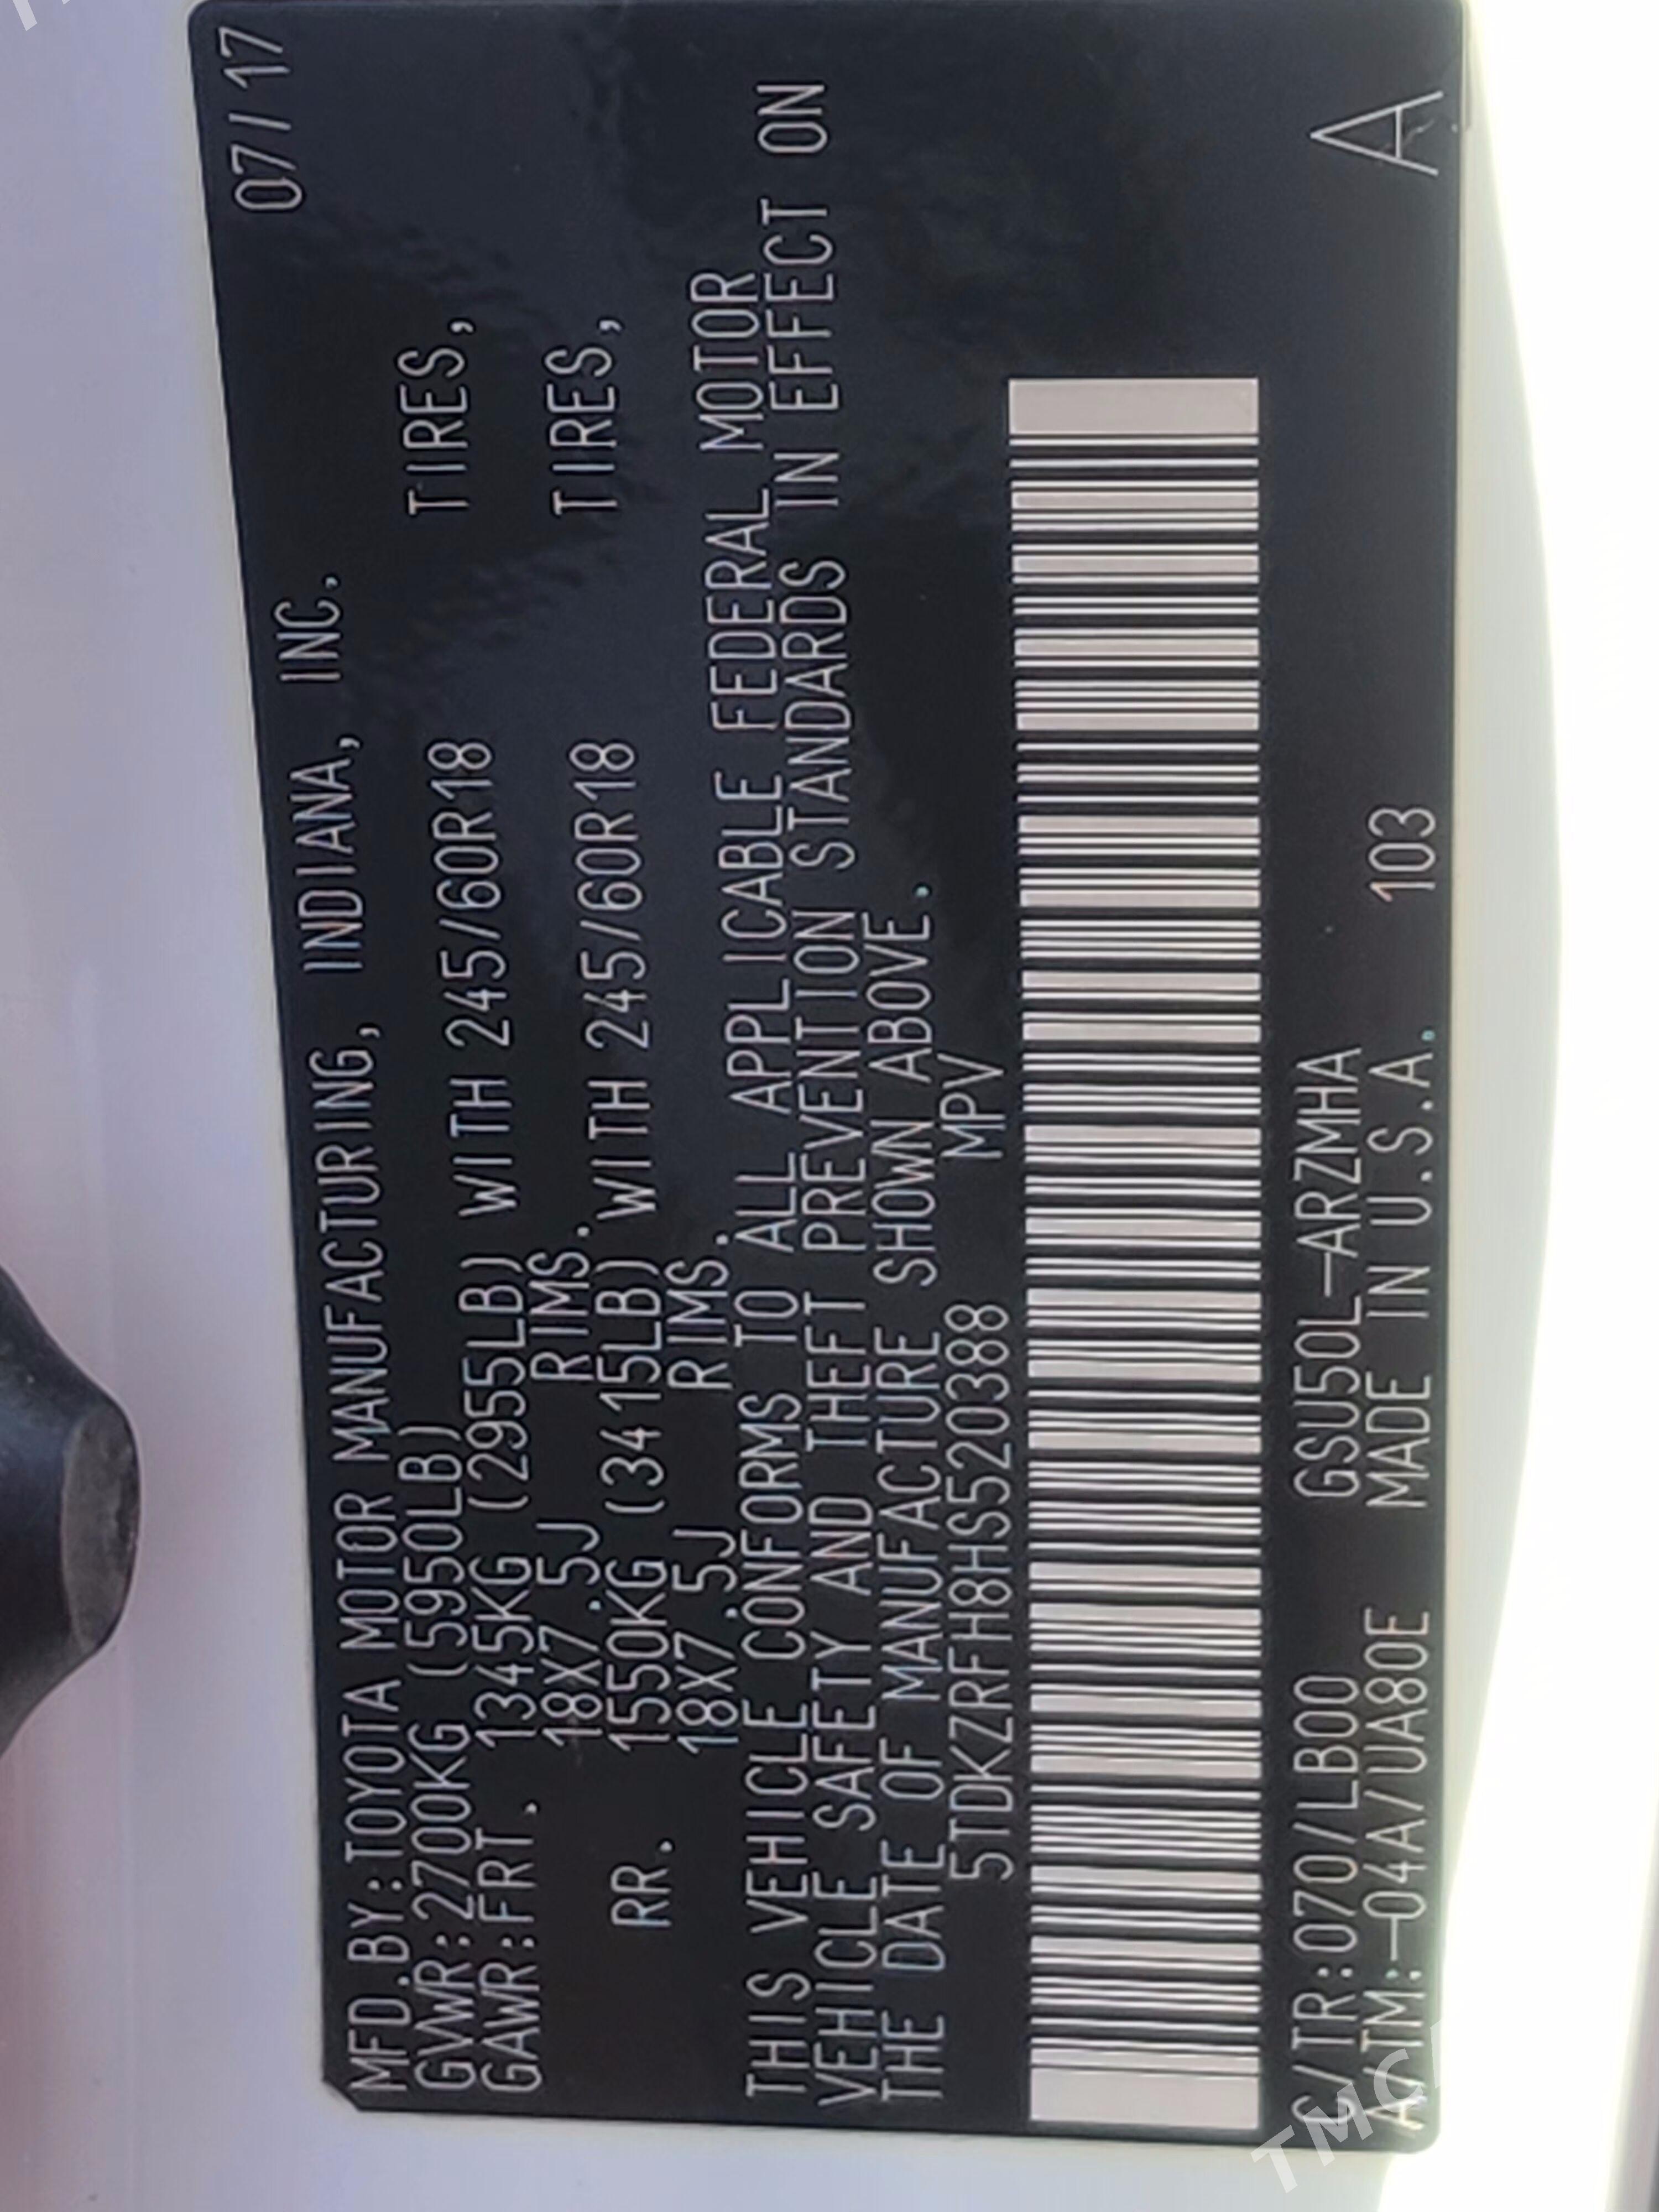 07/17
MFD.BY:TOYOTA MOTOR MANUFACTURING, INDIANA, INC.
GVWR:2700KG (5950LB)
GAWR:FRT. 1345KG (2955LB) WITH 245/60R18 TIRES,
18X7.5J RIMS.
RR. 1550KG (3415LB) WITH 245/60R18 TIRES,
18X7.5J RIMS.
THIS VEHICLE CONFORMS TO ALL APPLICABLE FEDERAL MOTOR
VEHICLE SAFETY AND THEFT PREVENTION STANDARDS IN EFFECT ON
THE DATE OF MANUFACTURE SHOWN ABOVE.
5TDKZRFH8HS520388 MPV
C/TR:070/LB00 GSU50L-ARZMHA
A/TM:-04A/UA80E MADE IN U.S.A. 103
A